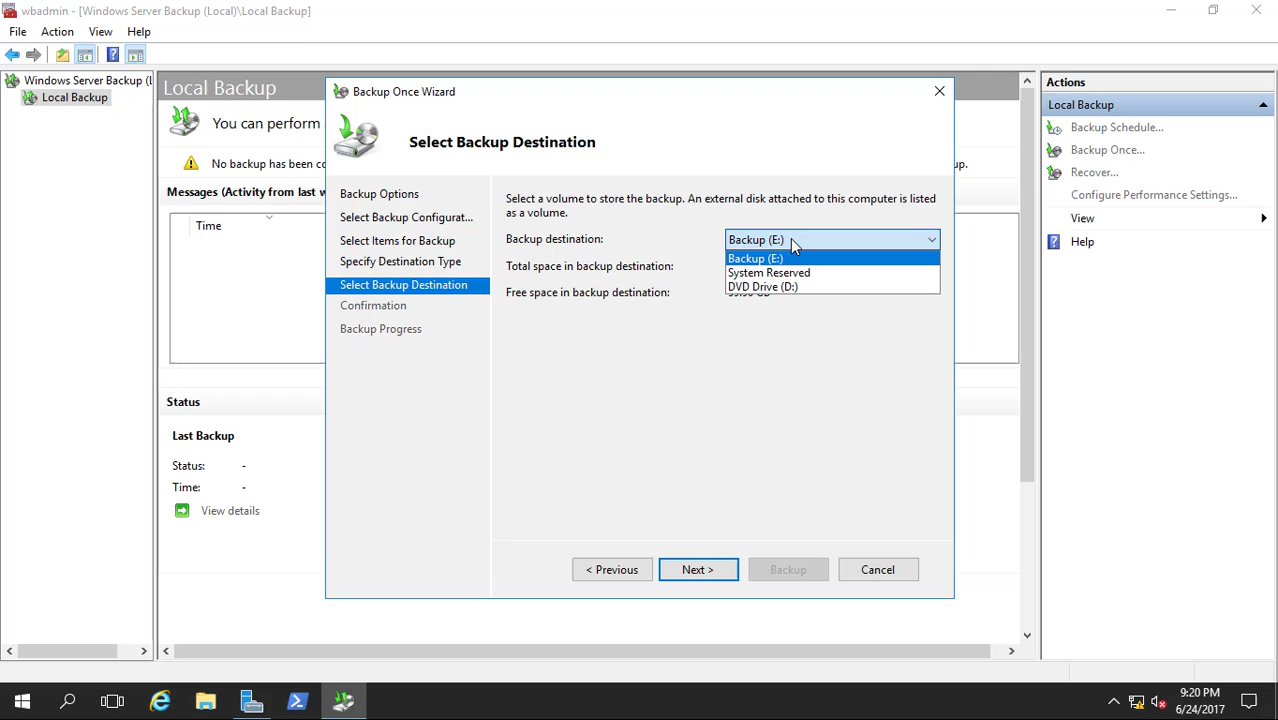 wbadmin - [Windows Server Backup (Local)\Local Backup]
File Action View Help
Windows Server Backup (L
Local Backup
Local Backup
You can perform
No backup has been co
up.
Messages (Activity from last w
Time
Status
Last Backup
Status: -
Time: -
View details
Backup Once Wizard
Select Backup Destination
Backup Options
Select Backup Configurat...
Select Items for Backup
Specify Destination Type
Select Backup Destination
Confirmation
Backup Progress
Select a volume to store the backup. An external disk attached to this computer is listed
as a volume.
Backup destination: Backup (E:)
Backup (E:)
System Reserved
DVD Drive (D:)
Total space in backup destination:
Free space in backup destination:
< Previous Next > Backup Cancel
Actions
Local Backup
Backup Schedule...
Backup Once...
Recover...
Configure Performance Settings...
View
Help
9:20 PM
6/24/2017